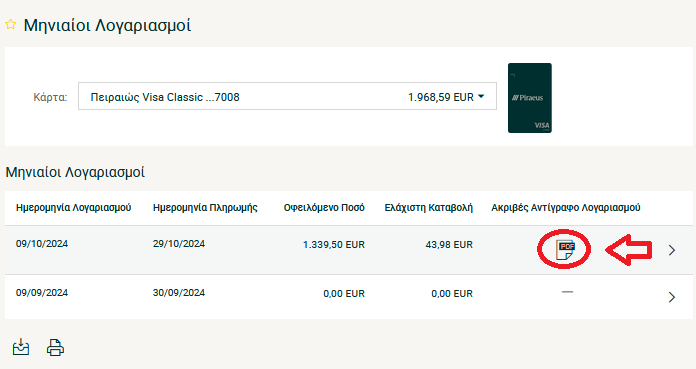 Μηνιαίοι Λογαριασμοί
Κάρτα: Πειραιώς Visa Classic ...7008 1.968,59 EUR
Piraeus
VISA
Μηνιαίοι Λογαριασμοί
Ημερομηνία Λογαριασμού Ημερομηνία Πληρωμής Οφειλόμενο Ποσό Ελάχιστη Καταβολή Ακριβές Αντίγραφο Λογαριασμού
09/10/2024 29/10/2024 1.339,50 EUR 43,98 EUR PDF
09/09/2024 30/09/2024 0,00 EUR 0,00 EUR —